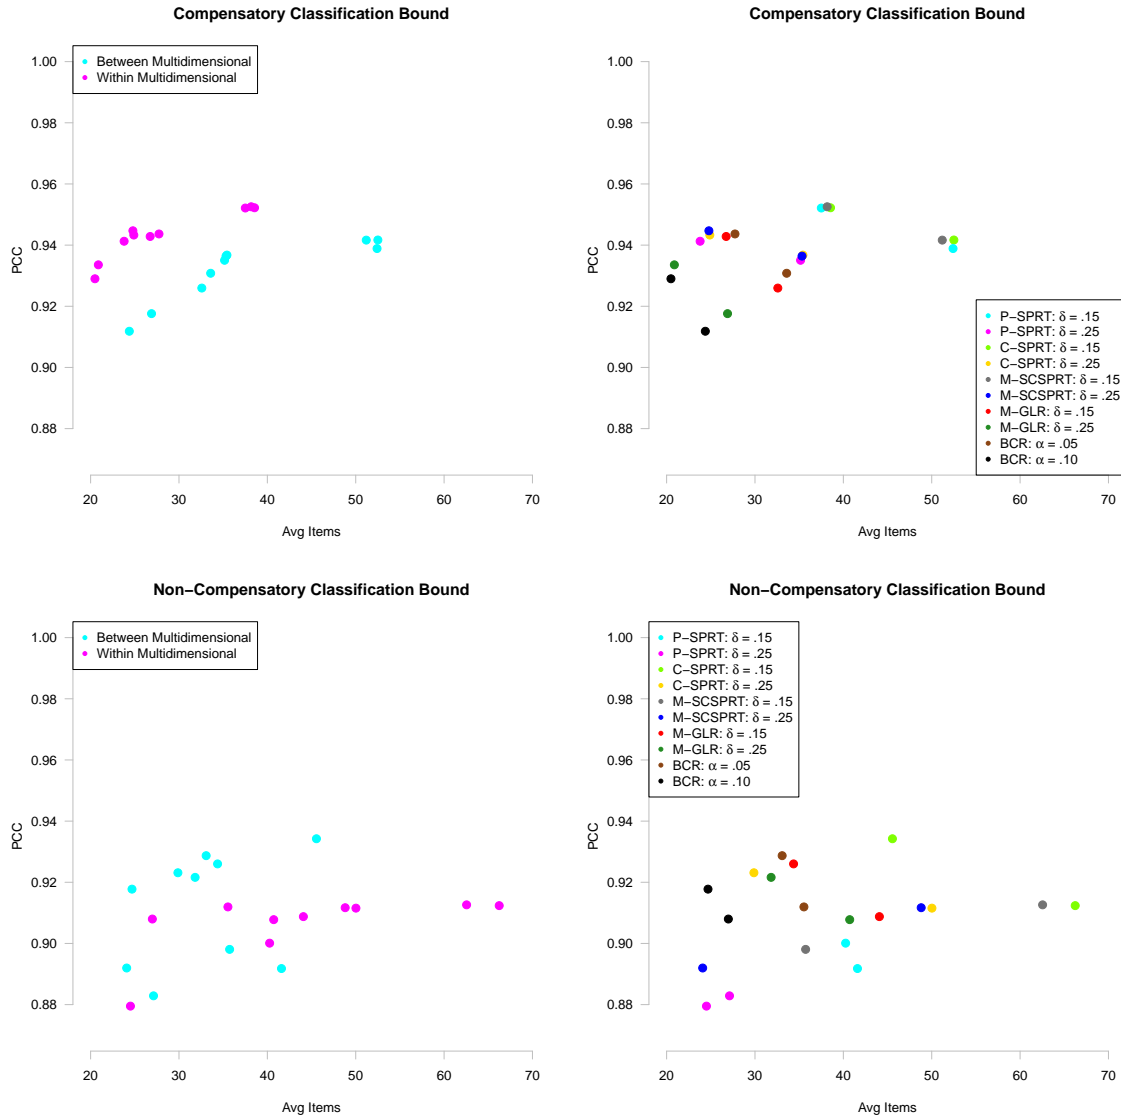 Compensatory Classification Bound
Between Multidimensional
Within Multidimensional
1.00
0.98
0.96
0.94
0.92
0.90
0.88
PCC
20 30 40 50 60 70
Avg Items
Compensatory Classification Bound
1.00
0.98
0.96
0.94
0.92
0.90
0.88
PCC
P−SPRT: δ = .15
P−SPRT: δ = .25
C−SPRT: δ = .15
C−SPRT: δ = .25
M−SCSPRT: δ = .15
M−SCSPRT: δ = .25
M−GLR: δ = .15
M−GLR: δ = .25
BCR: α = .05
BCR: α = .10
20 30 40 50 60 70
Avg Items
Non−Compensatory Classification Bound
Between Multidimensional
Within Multidimensional
1.00
0.98
0.96
0.94
0.92
0.90
0.88
PCC
20 30 40 50 60 70
Avg Items
Non−Compensatory Classification Bound
P−SPRT: δ = .15
P−SPRT: δ = .25
C−SPRT: δ = .15
C−SPRT: δ = .25
M−SCSPRT: δ = .15
M−SCSPRT: δ = .25
M−GLR: δ = .15
M−GLR: δ = .25
BCR: α = .05
BCR: α = .10
1.00
0.98
0.96
0.94
0.92
0.90
0.88
PCC
20 30 40 50 60 70
Avg Items